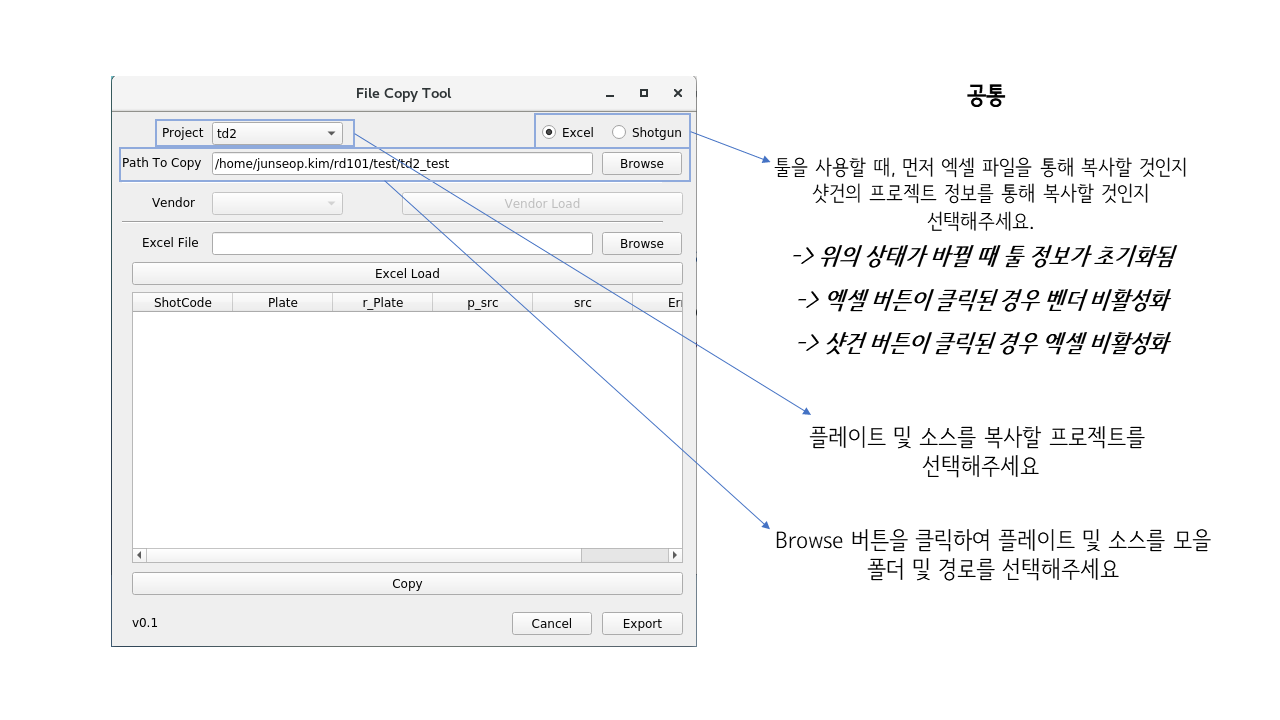 File Copy Tool
Project td2 Excel Shotgun
Path To Copy /home/junseop.kim/rd101/test/td2_test Browse
Vendor Vendor Load
Excel File Browse
Excel Load
ShotCode Plate r_Plate p_src src
Copy
v0.1 Cancel Export
공통
툴을 사용할 때, 먼저 엑셀 파일을 통해 복사할 것인지
샷건의 프로젝트 정보를 통해 복사할 것인지
선택해주세요.
-> 위의 상태가 바뀔 때 툴 정보가 초기화됨
-> 엑셀 버튼이 클릭된 경우 벤더 비활성화
-> 샷건 버튼이 클릭된 경우 엑셀 비활성화
플레이트 및 소스를 복사할 프로젝트를
선택해주세요
Browse 버튼을 클릭하여 플레이트 및 소스를 모을
폴더 및 경로를 선택해주세요